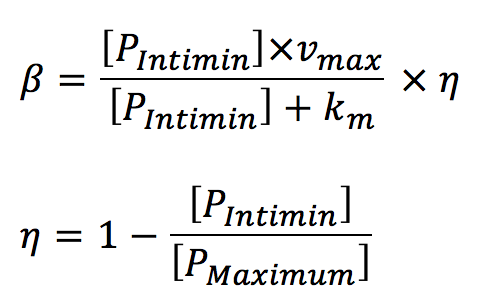 β = [P_Intimin]×v_max / [P_Intimin] + k_m × η
η = 1 − [P_Intimin] / [P_Maximum]